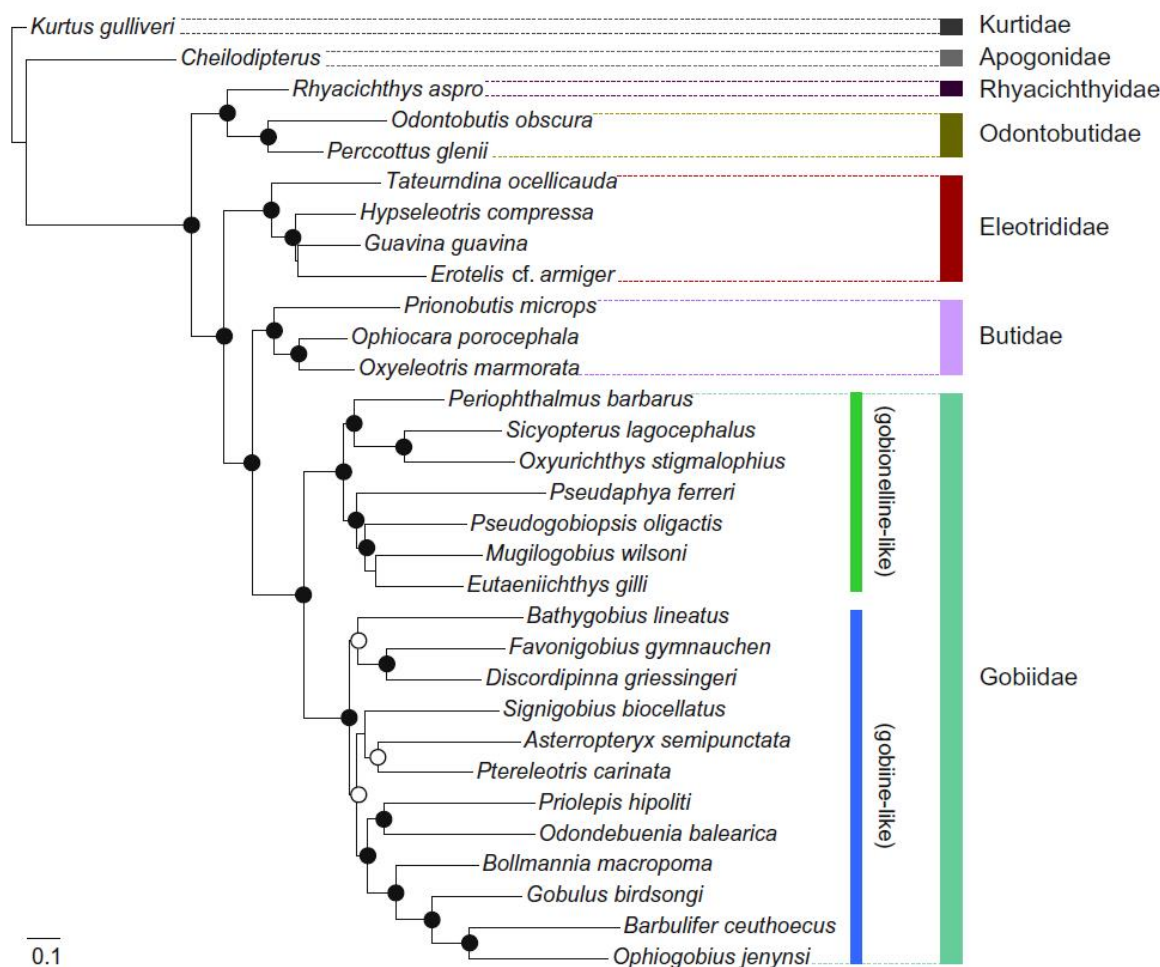 Kurtus gulliveri Kurtidae
Cheilodipterus Apogonidae
Rhyacichthys aspro Rhyacichthyidae
Odontobutis obscura
Odontobutidae
Perccottus glenii
Tateurndina ocellicauda
Hypseleotris compressa
Eleotrididae
Guavina guavina
Erotelis cf. armiger
Prionobutis microps
Ophiocara porocephala Butidae
Oxyeleotris marmorata
Periophthalmus barbarus
Sicyopterus lagocephalus
Oxyurichthys stigmalophius
(gobionelline-like)
Pseudaphya ferreri
Pseudogobiopsis oligactis
Mugilogobius wilsoni
Eutaeniichthys gilli
Bathygobius lineatus
Favonigobius gymnauchen
Discordipinna griessingeri Gobiidae
Signigobius biocellatus
Asterropteryx semipunctata
Ptereleotris carinata
(gobiine-like)
Priolepis hipoliti
Odondebuenia balearica
Bollmannia macropoma
Gobulus birdsongi
Barbulifer ceuthoecus
Ophiogobius jenynsi
0.1